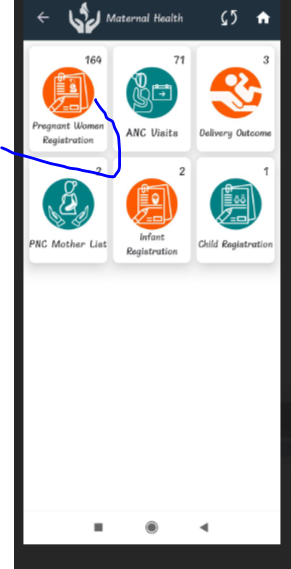 Maternal Health
164
71
3
Pregnant Women
Registration
ANC Visits
Delivery Outcome
2
2
1
PNC Mother List
Infant
Registration
Child Registration